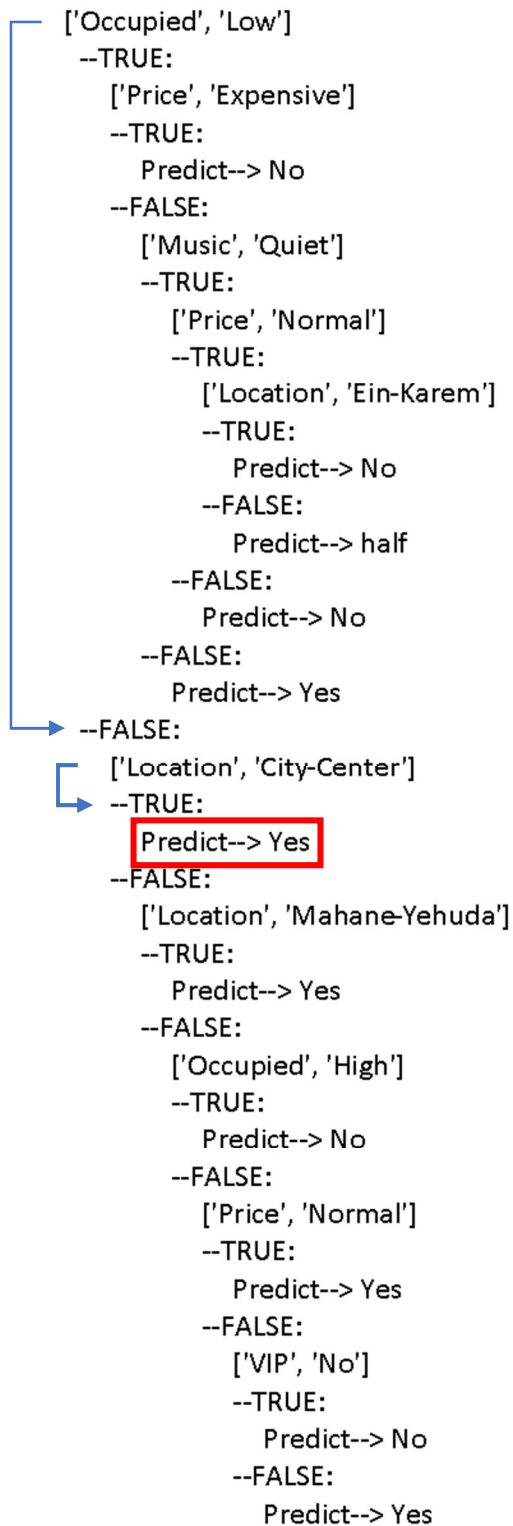 ['Occupied', 'Low']
--TRUE:
['Price', 'Expensive']
--TRUE:
Predict--> No
--FALSE:
['Music', 'Quiet']
--TRUE:
['Price', 'Normal']
--TRUE:
['Location', 'Ein-Karem']
--TRUE:
Predict--> No
--FALSE:
Predict--> half
--FALSE:
Predict--> No
--FALSE:
Predict--> Yes
--FALSE:
['Location', 'City-Center']
--TRUE:
Predict--> Yes
--FALSE:
['Location', 'Mahane-Yehuda']
--TRUE:
Predict--> Yes
--FALSE:
['Occupied', 'High']
--TRUE:
Predict--> No
--FALSE:
['Price', 'Normal']
--TRUE:
Predict--> Yes
--FALSE:
['VIP', 'No']
--TRUE:
Predict--> No
--FALSE:
Predict--> Yes